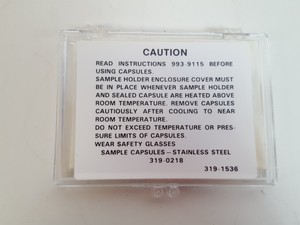 CAUTION
READ INSTRUCTIONS 993-9115 BEFORE
USING CAPSULES.
SAMPLE HOLDER ENCLOSURE COVER MUST
BE IN PLACE WHENEVER SAMPLE HOLDER
AND SEALED CAPSULE ARE HEATED ABOVE
ROOM TEMPERATURE. REMOVE CAPSULES
CAUTIOUSLY AFTER COOLING TO NEAR
ROOM TEMPERATURE.
DO NOT EXCEED TEMPERATURE OR PRES-
SURE LIMITS OF CAPSULES
WEAR SAFETY GLASSES
SAMPLE CAPSULES – STAINLESS STEEL
319-0218
319-1536